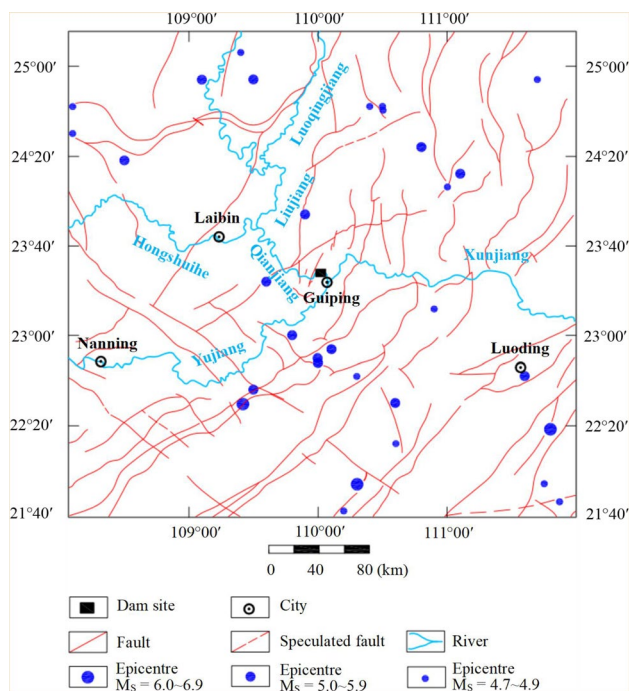 109°00′ 110°00′ 111°00′
25°00′ 25°00′
Luoqingjiang
24°20′ 24°20′
Liujiang
Laibin
23°40′ 23°40′
Hongshuihe Qianjiang Xunjiang
Guiping
23°00′ 23°00′
Nanning Yujiang Luoding
22°20′ 22°20′
21°40′ 21°40′
109°00′ 110°00′ 111°00′
0 40 80 (km)
Dam site City
Fault Speculated fault River
Epicentre Epicentre Epicentre
M_S = 6.0~6.9 M_S = 5.0~5.9 M_S = 4.7~4.9